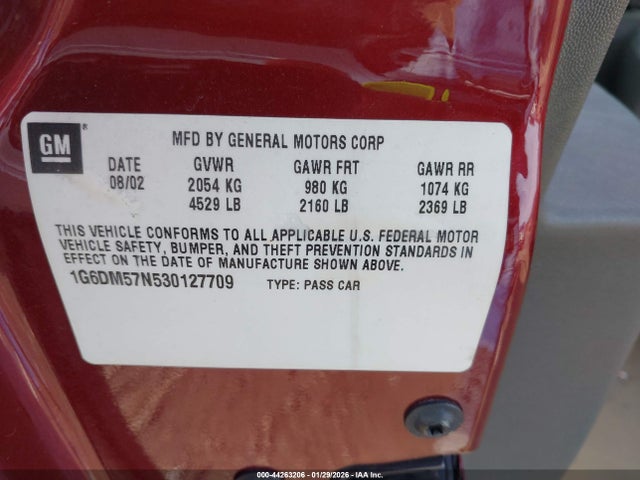 GM®
MFD BY GENERAL MOTORS CORP
DATE GVWR GAWR FRT GAWR RR
08/02 2054 KG 980 KG 1074 KG
4529 LB 2160 LB 2369 LB
THIS VEHICLE CONFORMS TO ALL APPLICABLE U.S. FEDERAL MOTOR
VEHICLE SAFETY, BUMPER, AND THEFT PREVENTION STANDARDS IN
EFFECT ON THE DATE OF MANUFACTURE SHOWN ABOVE.
1G6DM57N530127709 TYPE: PASS CAR
000-44263206 - 01/29/2026 - IAA Inc.